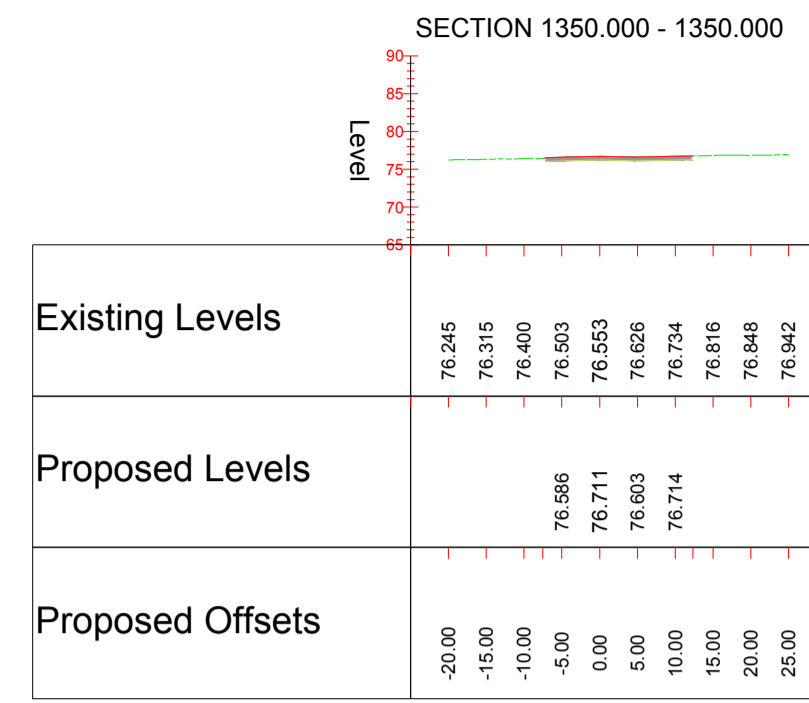 SECTION 1350.000 - 1350.000
90
85
80
75
70
65
Level
Existing Levels
76.245 76.315 76.400 76.503 76.553 76.626 76.734 76.816 76.848 76.942
Proposed Levels
76.586 76.711 76.603 76.714
Proposed Offsets
-20.00 -15.00 -10.00 -5.00 0.00 5.00 10.00 15.00 20.00 25.00